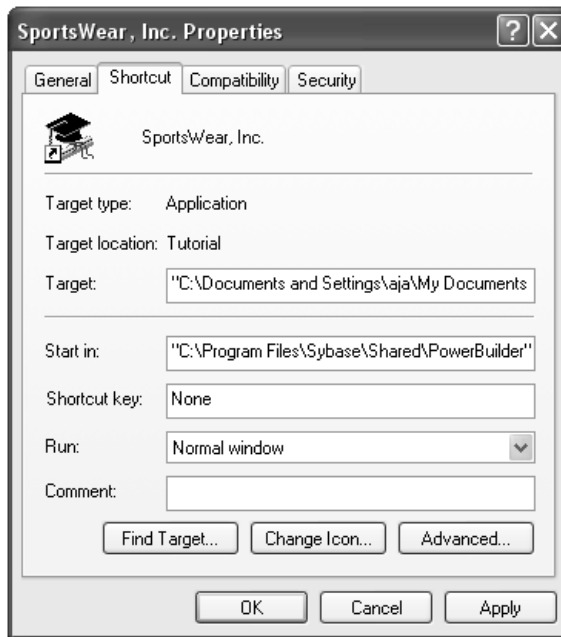 SportsWear, Inc. Properties
General Shortcut Compatibility Security
SportsWear, Inc.
Target type: Application
Target location: Tutorial
Target: "C:\Documents and Settings\aja\My Documents
Start in: "C:\Program Files\Sybase\Shared\PowerBuilder"
Shortcut key: None
Run: Normal window
Comment:
Find Target... Change Icon... Advanced...
OK Cancel Apply